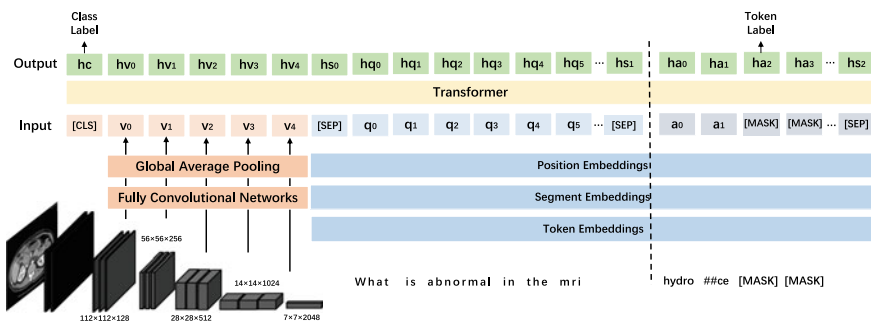 Class Label
Token Label
Output hc hv0 hv1 hv2 hv3 hv4 hs0 hq0 hq1 hq2 hq3 hq4 hq5 ... hs1 ha0 ha1 ha2 ha3 ... hs2
Transformer
Input [CLS] v0 v1 v2 v3 v4 [SEP] q0 q1 q2 q3 q4 q5 ... [SEP] a0 a1 [MASK] [MASK] ... [SEP]
Global Average Pooling
Position Embeddings
Fully Convolutional Networks
Segment Embeddings
Token Embeddings
56×56×256
14×14×1024
What is abnormal in the mri
hydro ##ce [MASK] [MASK]
112×112×128
28×28×512
7×7×2048